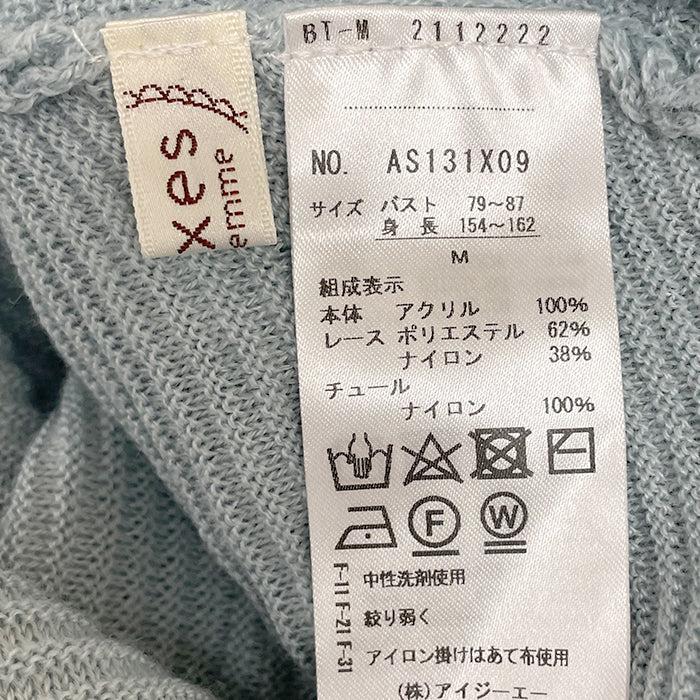 xes
emme
BT-M 2112222
NO. AS131X09
サイズ バスト 79～87
身 長 154～162
M
組成表示
本体 アクリル 100%
レース ポリエステル 62%
ナイロン 38%
チュール
ナイロン 100%
F W
F-11 F-21 F-31
中性洗剤使用
絞り弱く
アイロン掛けはあて布使用
(株)アイジーエー